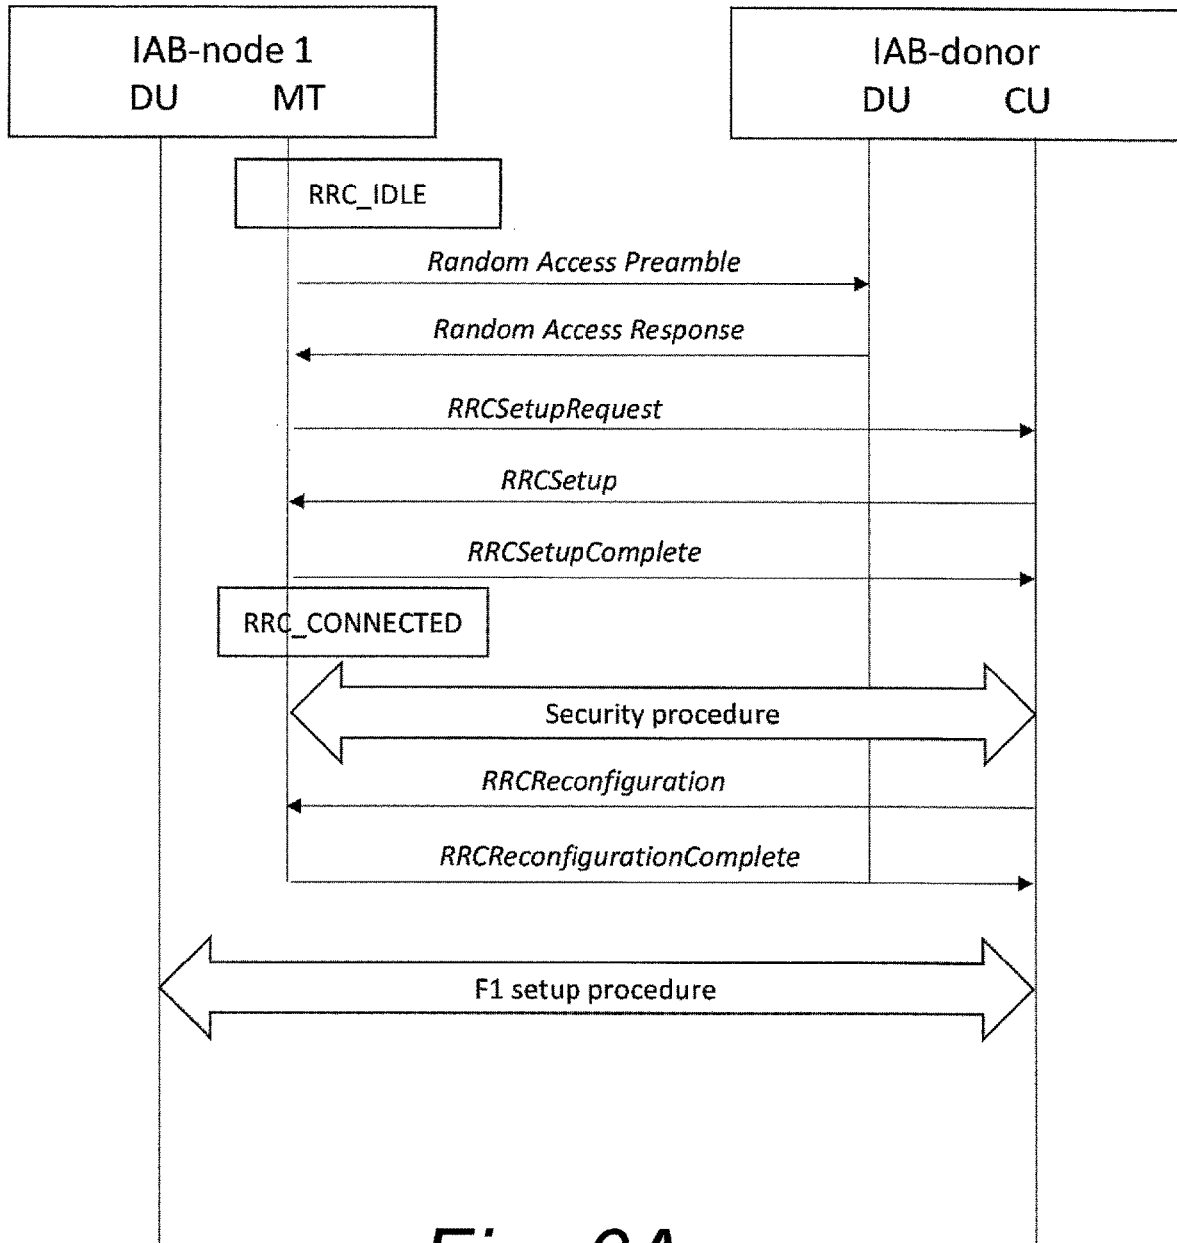 IAB-node 1
DU MT
IAB-donor
DU CU
RRC_IDLE
Random Access Preamble
Random Access Response
RRCSetupRequest
RRCSetup
RRCSetupComplete
RRC_CONNECTED
Security procedure
RRCReconfiguration
RRCReconfigurationComplete
F1 setup procedure